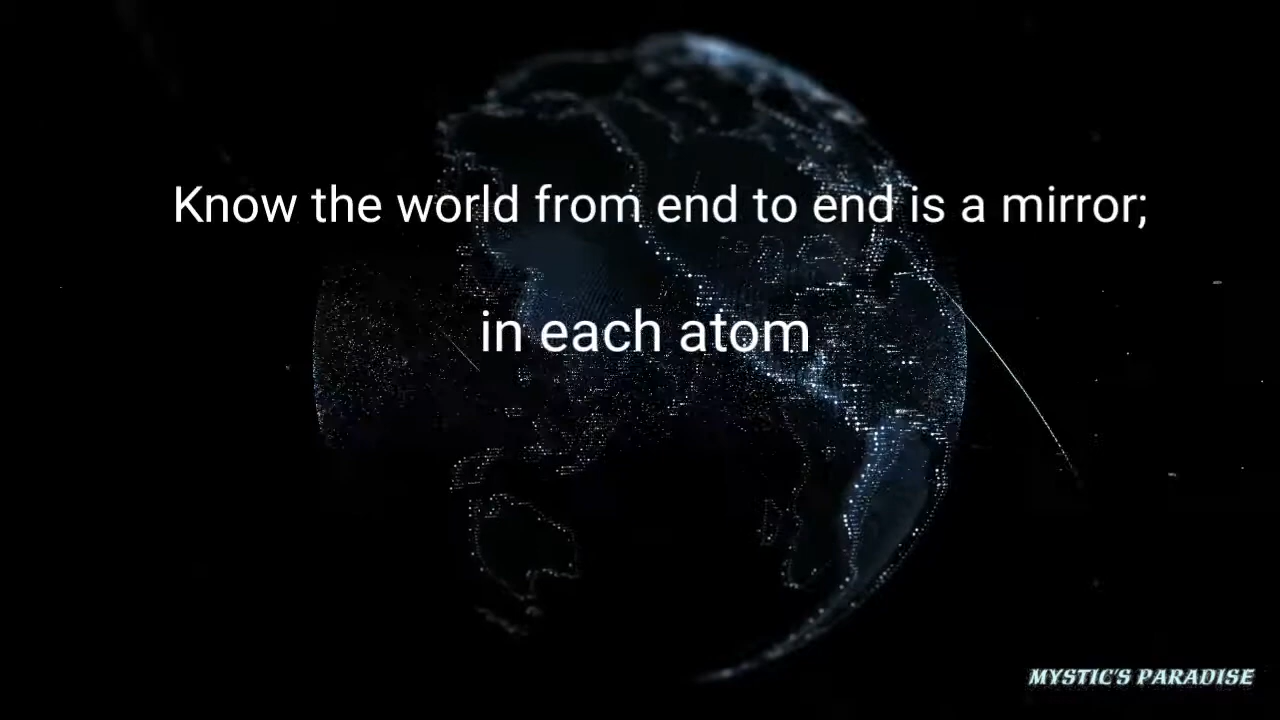 Know the world from end to end is a mirror;
in each atom
MYSTIC'S PARADISE